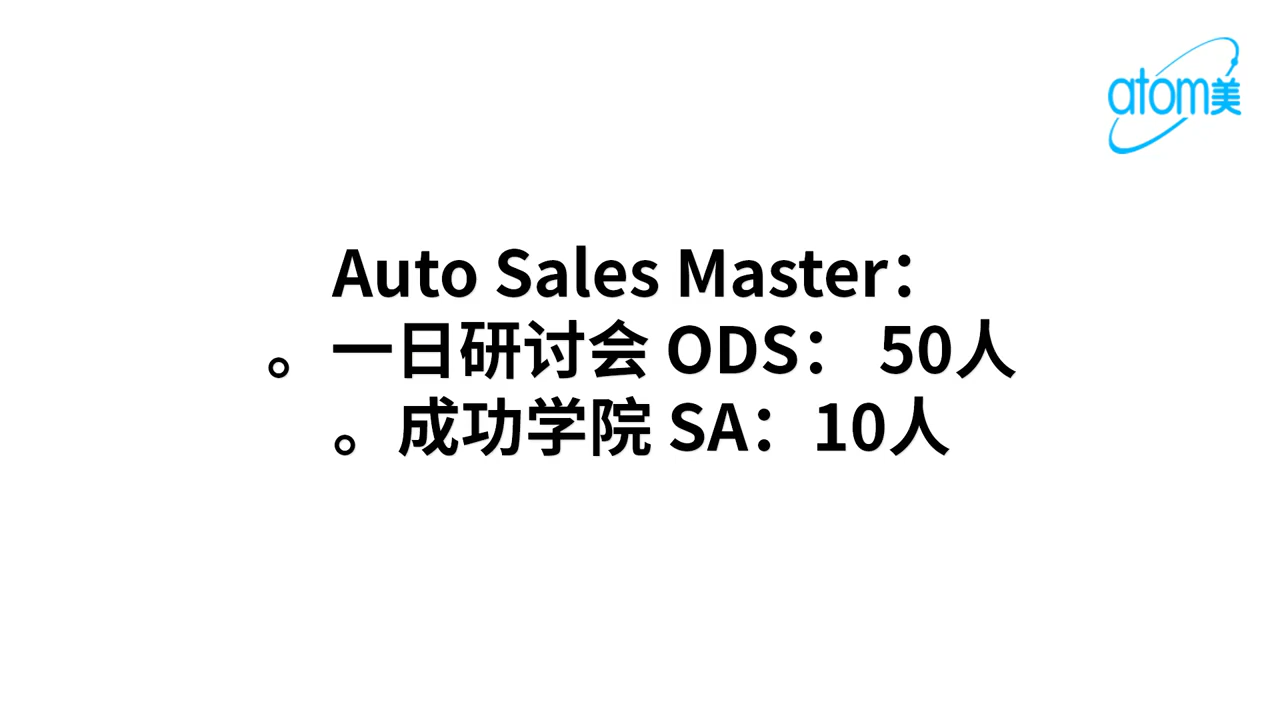 atom美
Auto Sales Master：
。一日研讨会 ODS： 50人
。成功学院 SA：10人